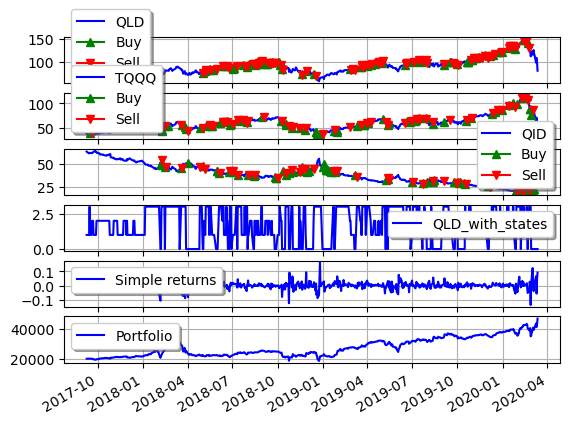 QLD
Buy
Sell
150
100
TQQQ
Buy
Sell
100
50
QID
Buy
Sell
50
25
QLD_with_states
2.5
0.0
Simple returns
0.1
0.0
−0.1
Portfolio
40000
20000
2017-10 2018-01 2018-04 2018-07 2018-10 2019-01 2019-04 2019-07 2019-10 2020-01 2020-04